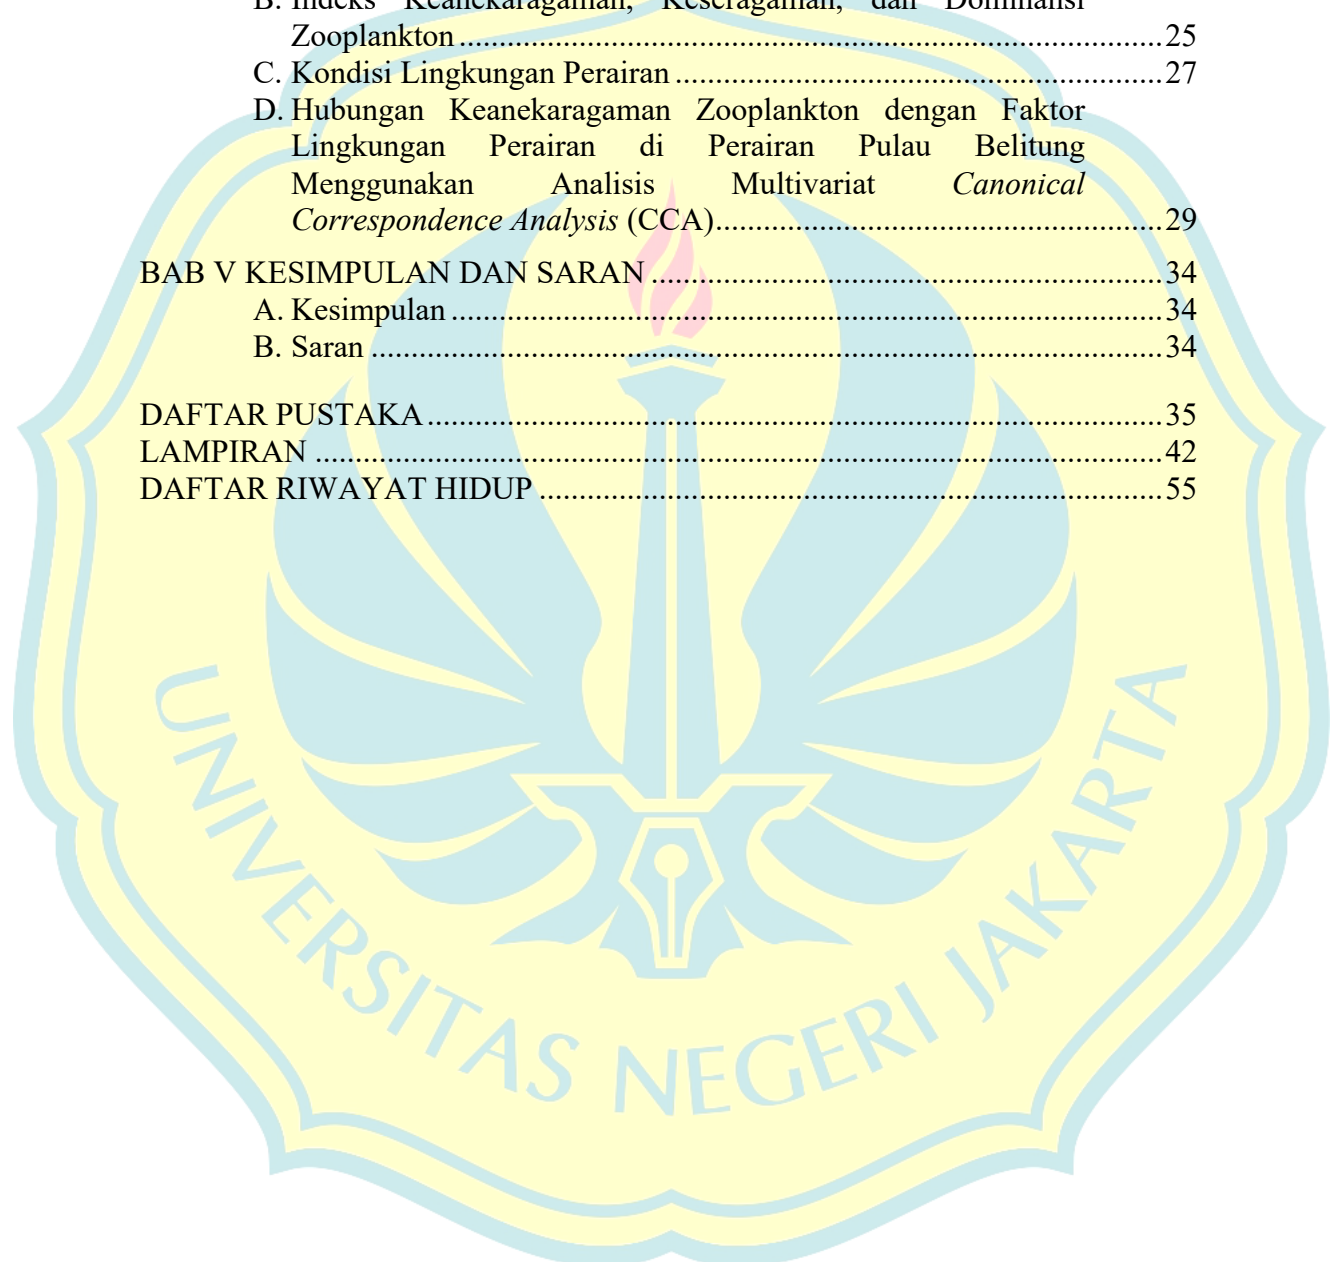 B. Indeks Keanekaragaman, Keseragaman, dan Dominansi
Zooplankton........................................................................................25
C. Kondisi Lingkungan Perairan.............................................................27
D. Hubungan Keanekaragaman Zooplankton dengan Faktor
Lingkungan Perairan di Perairan Pulau Belitung
Menggunakan Analisis Multivariat Canonical
Correspondence Analysis (CCA)........................................................29
BAB V KESIMPULAN DAN SARAN................................................................34
A. Kesimpulan.........................................................................................34
B. Saran...................................................................................................34
DAFTAR PUSTAKA............................................................................................35
LAMPIRAN..........................................................................................................42
DAFTAR RIWAYAT HIDUP..............................................................................55
UNIVERSITAS NEGERI JAKARTA